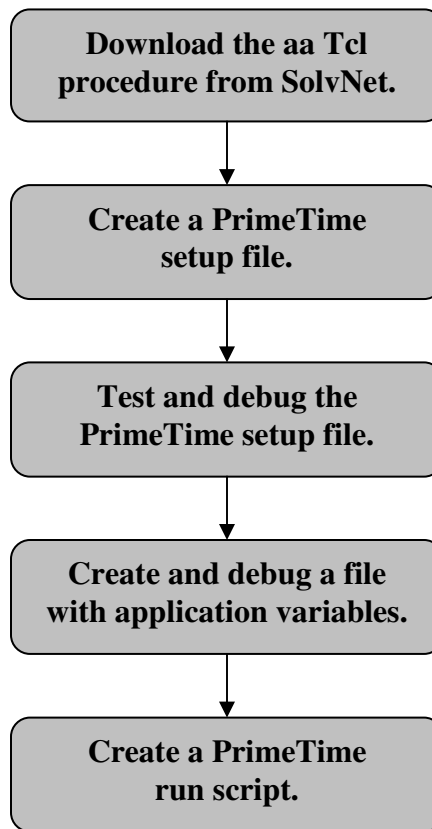 Download the aa Tcl
procedure from SolvNet.
Create a PrimeTime
setup file.
Test and debug the
PrimeTime setup file.
Create and debug a file
with application variables.
Create a PrimeTime
run script.